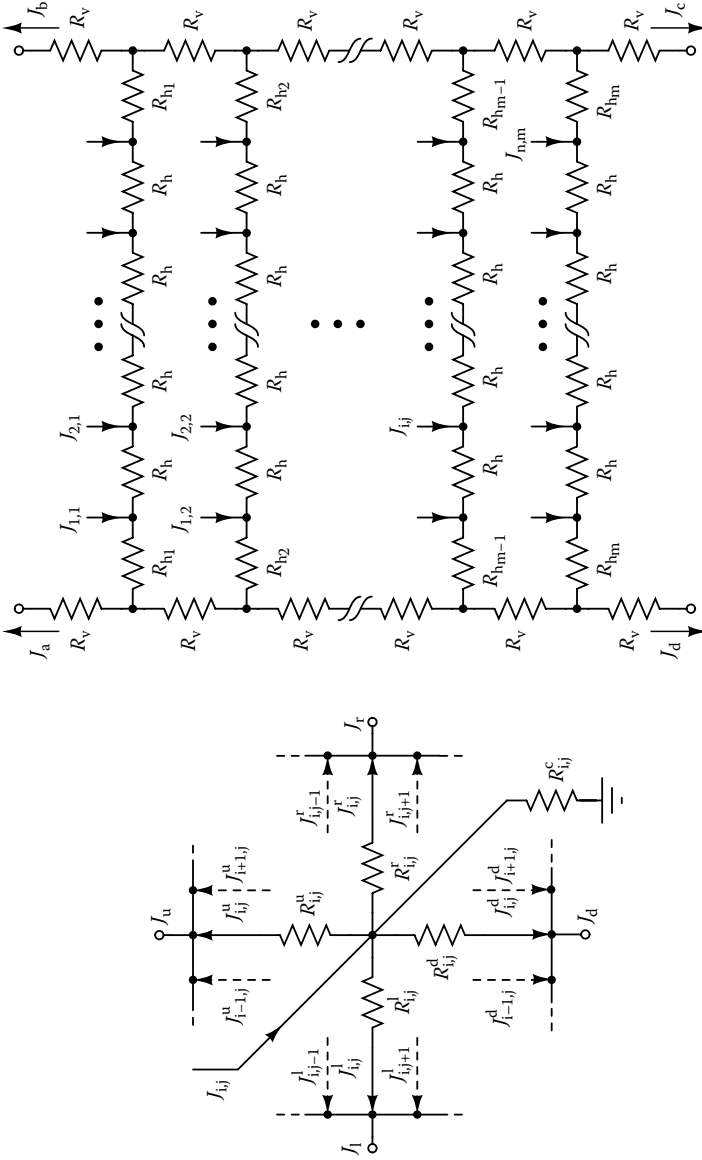 J_b
R_v R_v R_v R_v R_v R_v
J_c
R_h1 R_h2 R_hm−1 R_hm
J_n,m
R_h R_h R_h R_h
R_h R_h R_h R_h
R_h R_h R_h R_h
J_2,1 J_2,2 J_i,j
R_h R_h R_h R_h
J_1,1 J_1,2
R_h1 R_h2 R_hm−1 R_hm
J_a
R_v R_v R_v R_v R_v R_v
J_d
J_r
J^r_i,j−1
J^r_i,j
J^r_i,j+1
R^r_i,j
R^c_i,j
J_u
J^u_i+1,j
J^u_i,j
J^u_i−1,j
R^u_i,j
J^d_i+1,j
J^d_i,j
J^d_i−1,j
R^d_i,j
J_d
J_i,j
R^l_i,j
J^l_i,j−1
J^l_i,j
J^l_i,j+1
J_l